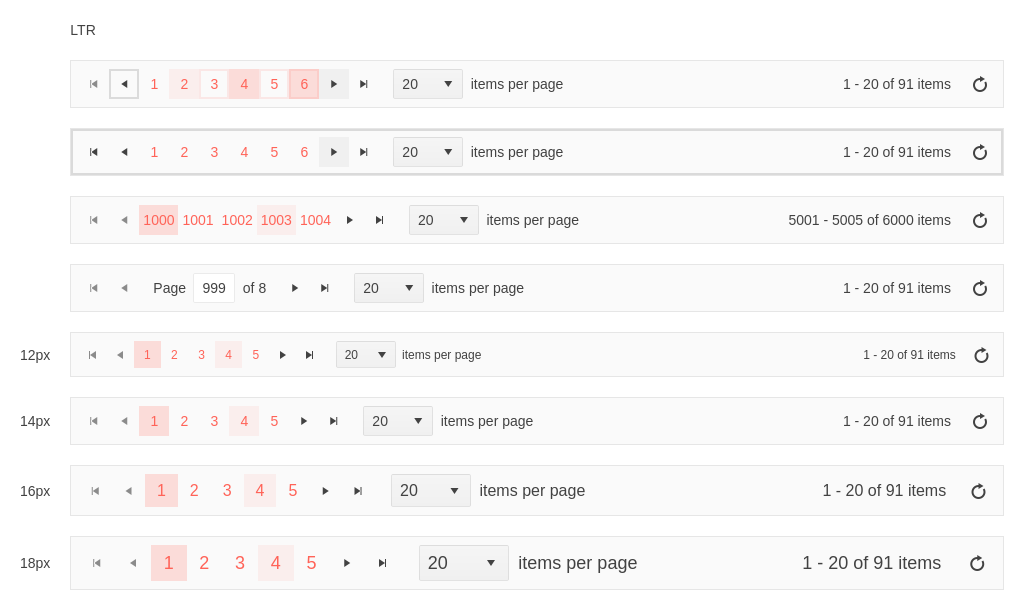 LTR
1 2 3 4 5 6 20 items per page 1 - 20 of 91 items
1 2 3 4 5 6 20 items per page 1 - 20 of 91 items
1000 1001 1002 1003 1004 20 items per page 5001 - 5005 of 6000 items
Page 999 of 8 20 items per page 1 - 20 of 91 items
12px 1 2 3 4 5 20 items per page 1 - 20 of 91 items
14px 1 2 3 4 5 20 items per page 1 - 20 of 91 items
16px 1 2 3 4 5 20 items per page 1 - 20 of 91 items
18px 1 2 3 4 5 20 items per page 1 - 20 of 91 items